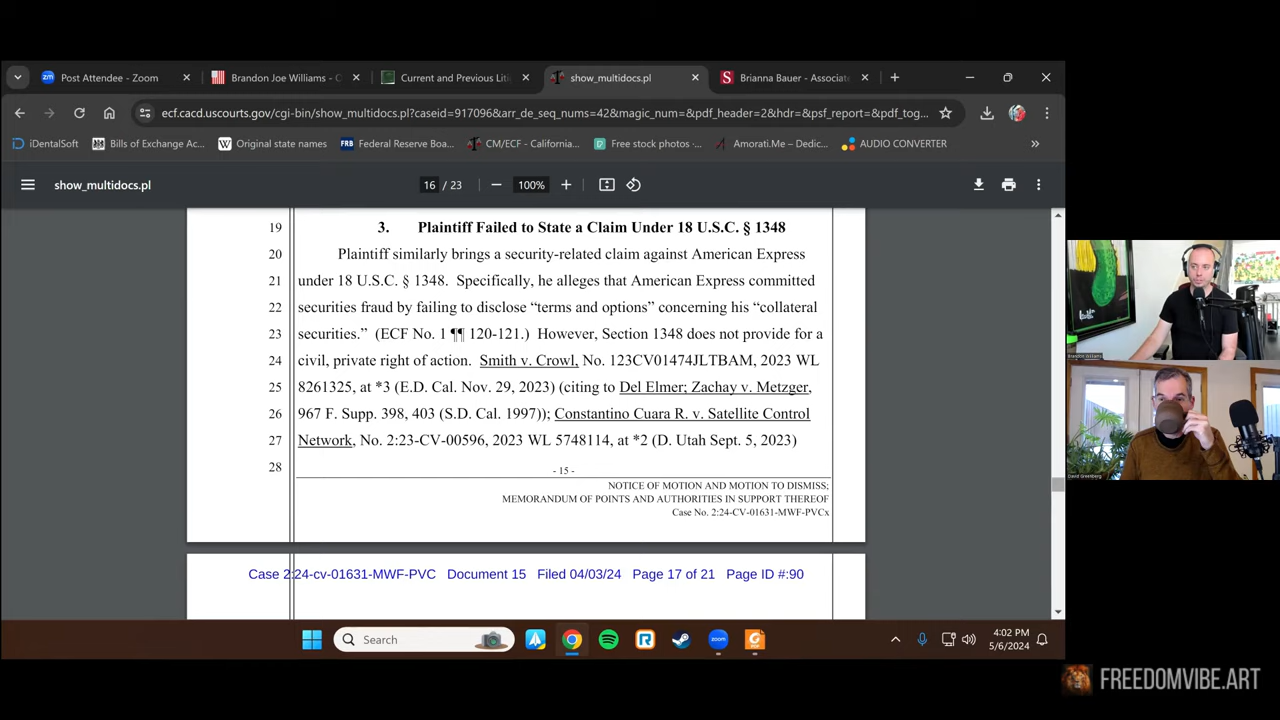 Post Attendee - Zoom
Brandon Joe Williams - C
Current and Previous Liti
show_multidocs.pl
Brianna Bauer - Associate
ecf.cacd.uscourts.gov/cgi-bin/show_multidocs.pl?caseid=917096&arr_de_seq_nums=42&magic_num=&pdf_header=2&hdr=&psf_report=&pdf_tog...
iDentalSoft
Bills of Exchange Ac...
Original state names
FRB
Federal Reserve Boa...
CM/ECF - California...
Free stock photos -...
Amorati.Me – Dedic...
AUDIO CONVERTER
show_multidocs.pl
16 / 23
100%
19 3. Plaintiff Failed to State a Claim Under 18 U.S.C. § 1348
20 Plaintiff similarly brings a security-related claim against American Express
21 under 18 U.S.C. § 1348. Specifically, he alleges that American Express committed
22 securities fraud by failing to disclose “terms and options” concerning his “collateral
23 securities.” (ECF No. 1 ¶¶ 120-121.) However, Section 1348 does not provide for a
24 civil, private right of action. Smith v. Crowl, No. 123CV01474JLTBAM, 2023 WL
25 8261325, at *3 (E.D. Cal. Nov. 29, 2023) (citing to Del Elmer; Zachay v. Metzger,
26 967 F. Supp. 398, 403 (S.D. Cal. 1997)); Constantino Cuara R. v. Satellite Control
27 Network, No. 2:23-CV-00596, 2023 WL 5748114, at *2 (D. Utah Sept. 5, 2023)
28
- 15 -
NOTICE OF MOTION AND MOTION TO DISMISS;
MEMORANDUM OF POINTS AND AUTHORITIES IN SUPPORT THEREOF
Case No. 2:24-CV-01631-MWF-PVCx
Case 2:24-cv-01631-MWF-PVC Document 15 Filed 04/03/24 Page 17 of 21 Page ID #:90
Brandon Williams
David Greenberg
Search
zoom
4:02 PM
5/6/2024
FREEDOMVIBE.ART